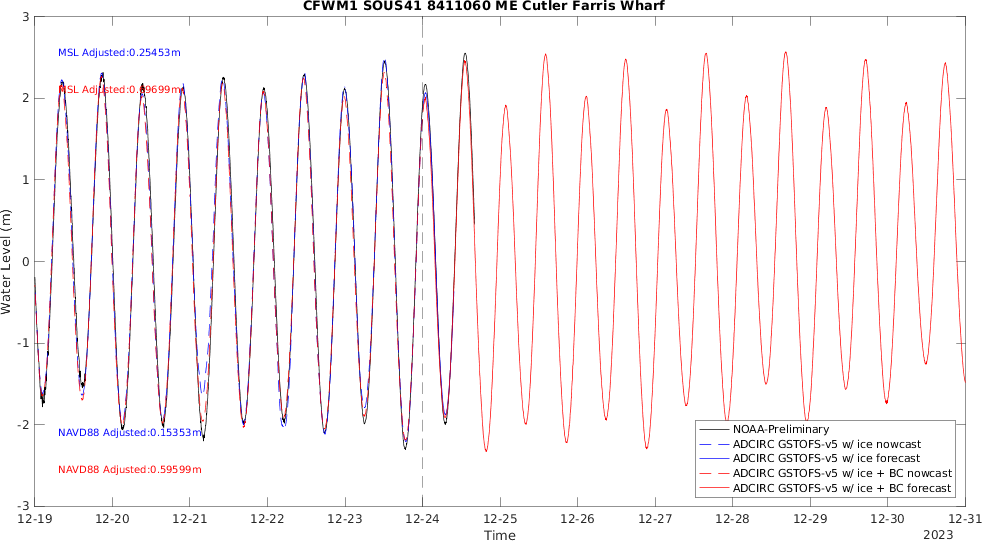 CFWM1 SOUS41 8411060 ME Cutler Farris Wharf
3
2
1
0
-1
-2
-3
Water Level (m)
MSL Adjusted:0.25453m
MSL Adjusted:0.69699m
NAVD88 Adjusted:0.15353m
NAVD88 Adjusted:0.59599m
NOAA-Preliminary
ADCIRC GSTOFS-v5 w/ ice nowcast
ADCIRC GSTOFS-v5 w/ ice forecast
ADCIRC GSTOFS-v5 w/ ice + BC nowcast
ADCIRC GSTOFS-v5 w/ ice + BC forecast
12-19 12-20 12-21 12-22 12-23 12-24 12-25 12-26 12-27 12-28 12-29 12-30 12-31
Time
2023